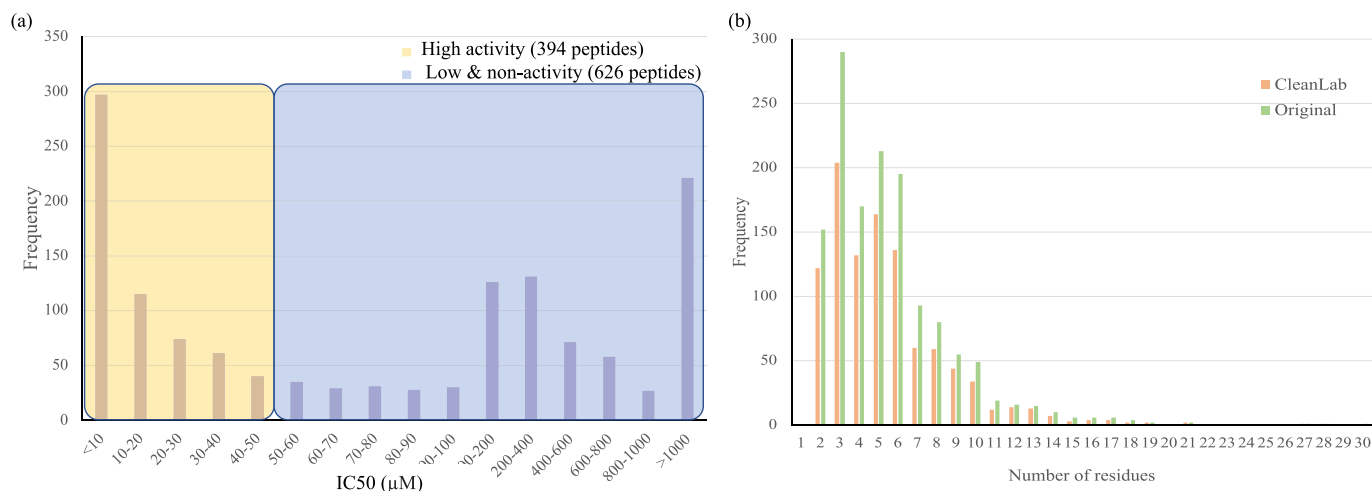 (a)
350
300
250
200
150
100
50
0
Frequency
High activity (394 peptides)
Low & non-activity (626 peptides)
<10
10-20
20-30
30-40
40-50
50-60
60-70
70-80
80-90
200-400
400-600
600-800
800-1000
>1000
IC50 (µM)
(b)
300
250
200
150
100
50
0
Frequency
CleanLab
Original
1 2 3 4 5 6 7 8 9 10 11 12 13 14 15 16 17 18 19 20 21 22 23 24 25 26 27 28 29 30
Number of residues